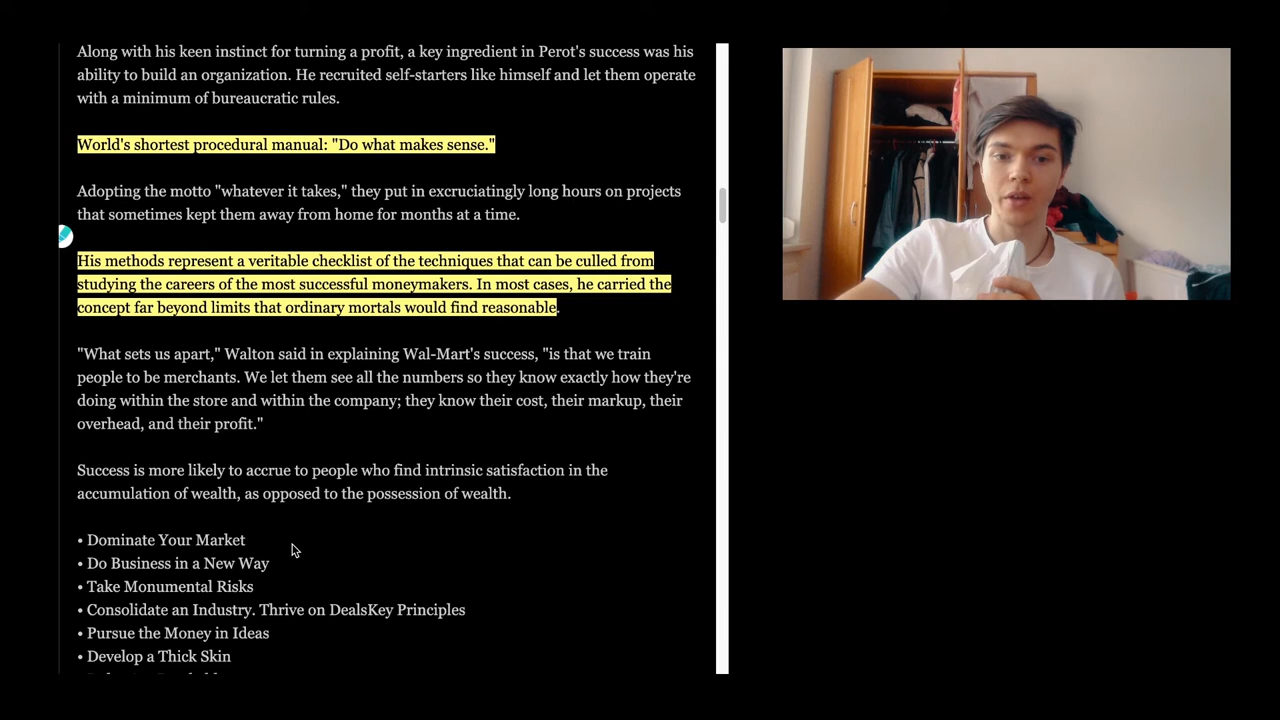 Along with his keen instinct for turning a profit, a key ingredient in Perot's success was his
ability to build an organization. He recruited self-starters like himself and let them operate
with a minimum of bureaucratic rules.
World's shortest procedural manual: "Do what makes sense."
Adopting the motto "whatever it takes," they put in excruciatingly long hours on projects
that sometimes kept them away from home for months at a time.
His methods represent a veritable checklist of the techniques that can be culled from
studying the careers of the most successful moneymakers. In most cases, he carried the
concept far beyond limits that ordinary mortals would find reasonable.
"What sets us apart," Walton said in explaining Wal-Mart's success, "is that we train
people to be merchants. We let them see all the numbers so they know exactly how they're
doing within the store and within the company; they know their cost, their markup, their
overhead, and their profit."
Success is more likely to accrue to people who find intrinsic satisfaction in the
accumulation of wealth, as opposed to the possession of wealth.
• Dominate Your Market
• Do Business in a New Way
• Take Monumental Risks
• Consolidate an Industry. Thrive on DealsKey Principles
• Pursue the Money in Ideas
• Develop a Thick Skin